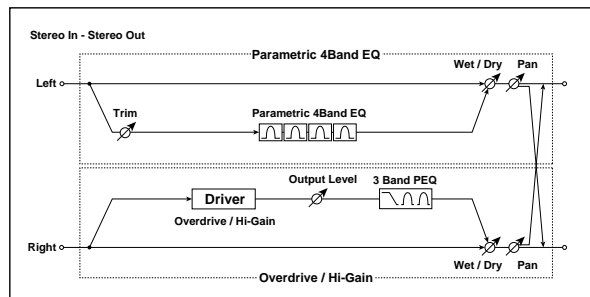 Stereo In - Stereo Out
Parametric 4Band EQ
Wet / Dry
Pan
Left
Trim
Parametric 4Band EQ
Driver
Output Level
3 Band PEQ
Overdrive / Hi-Gain
Right
Wet / Dry
Pan
Overdrive / Hi-Gain